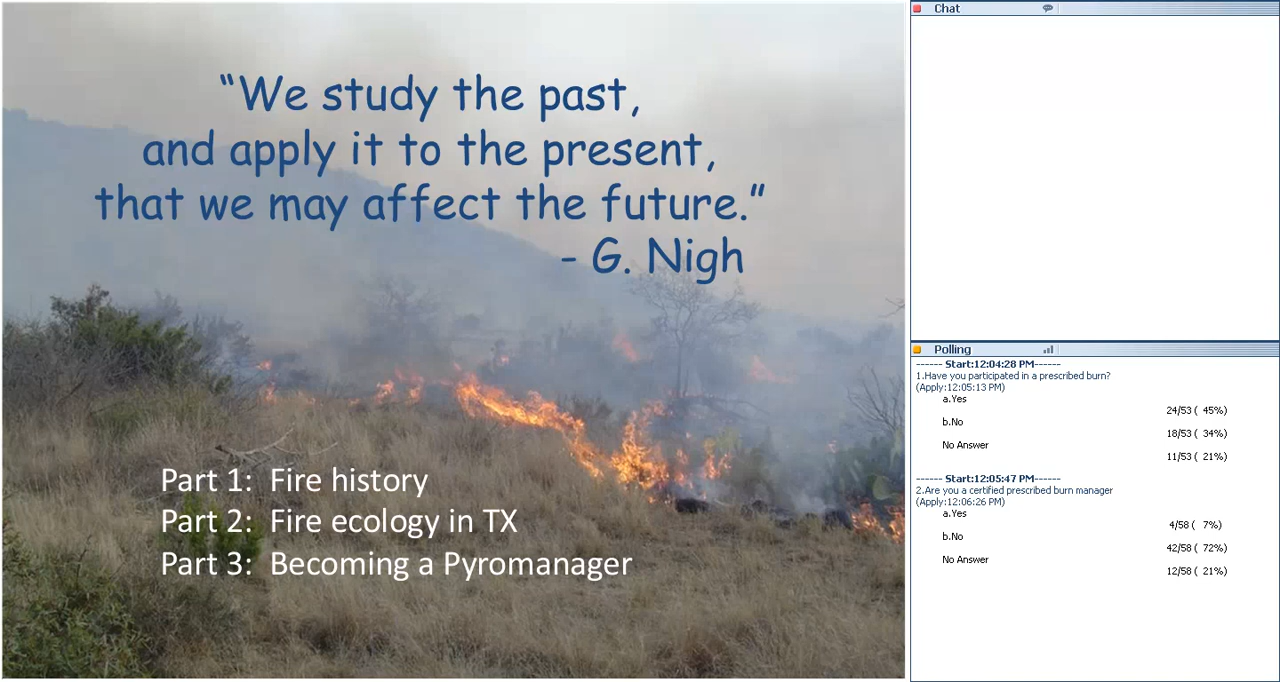 “We study the past,
and apply it to the present,
that we may affect the future.”
- G. Nigh
Part 1: Fire history
Part 2: Fire ecology in TX
Part 3: Becoming a Pyromanager
Chat
Polling
------ Start:12:04:28 PM------
1.Have you participated in a prescribed burn?
(Apply:12:05:13 PM)
a.Yes
24/53 ( 45%)
b.No
18/53 ( 34%)
No Answer
11/53 ( 21%)
------ Start:12:05:47 PM------
2.Are you a certified prescribed burn manager
(Apply:12:06:26 PM)
a.Yes
4/58 ( 7%)
b.No
42/58 ( 72%)
No Answer
12/58 ( 21%)